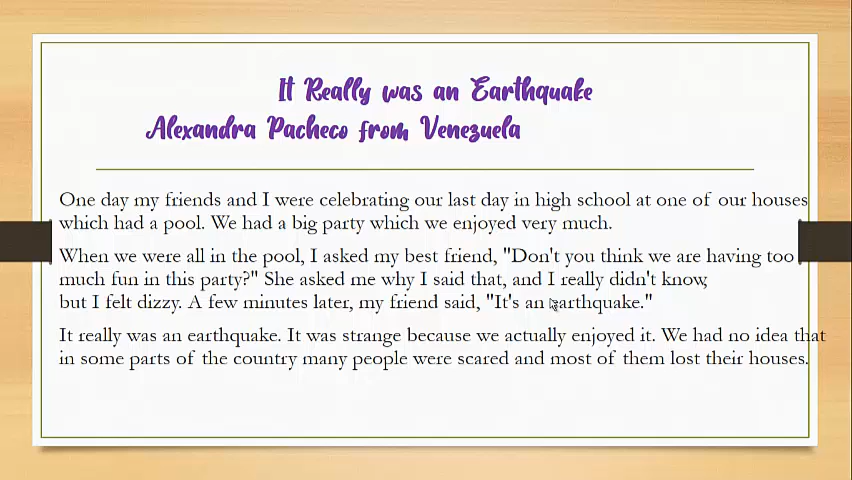 It Really was an Earthquake
Alexandra Pacheco from Venezuela
One day my friends and I were celebrating our last day in high school at one of our houses
which had a pool. We had a big party which we enjoyed very much.
When we were all in the pool, I asked my best friend, "Don't you think we are having too
much fun in this party?" She asked me why I said that, and I really didn't know,
but I felt dizzy. A few minutes later, my friend said, "It's an earthquake."
It really was an earthquake. It was strange because we actually enjoyed it. We had no idea that
in some parts of the country many people were scared and most of them lost their houses.